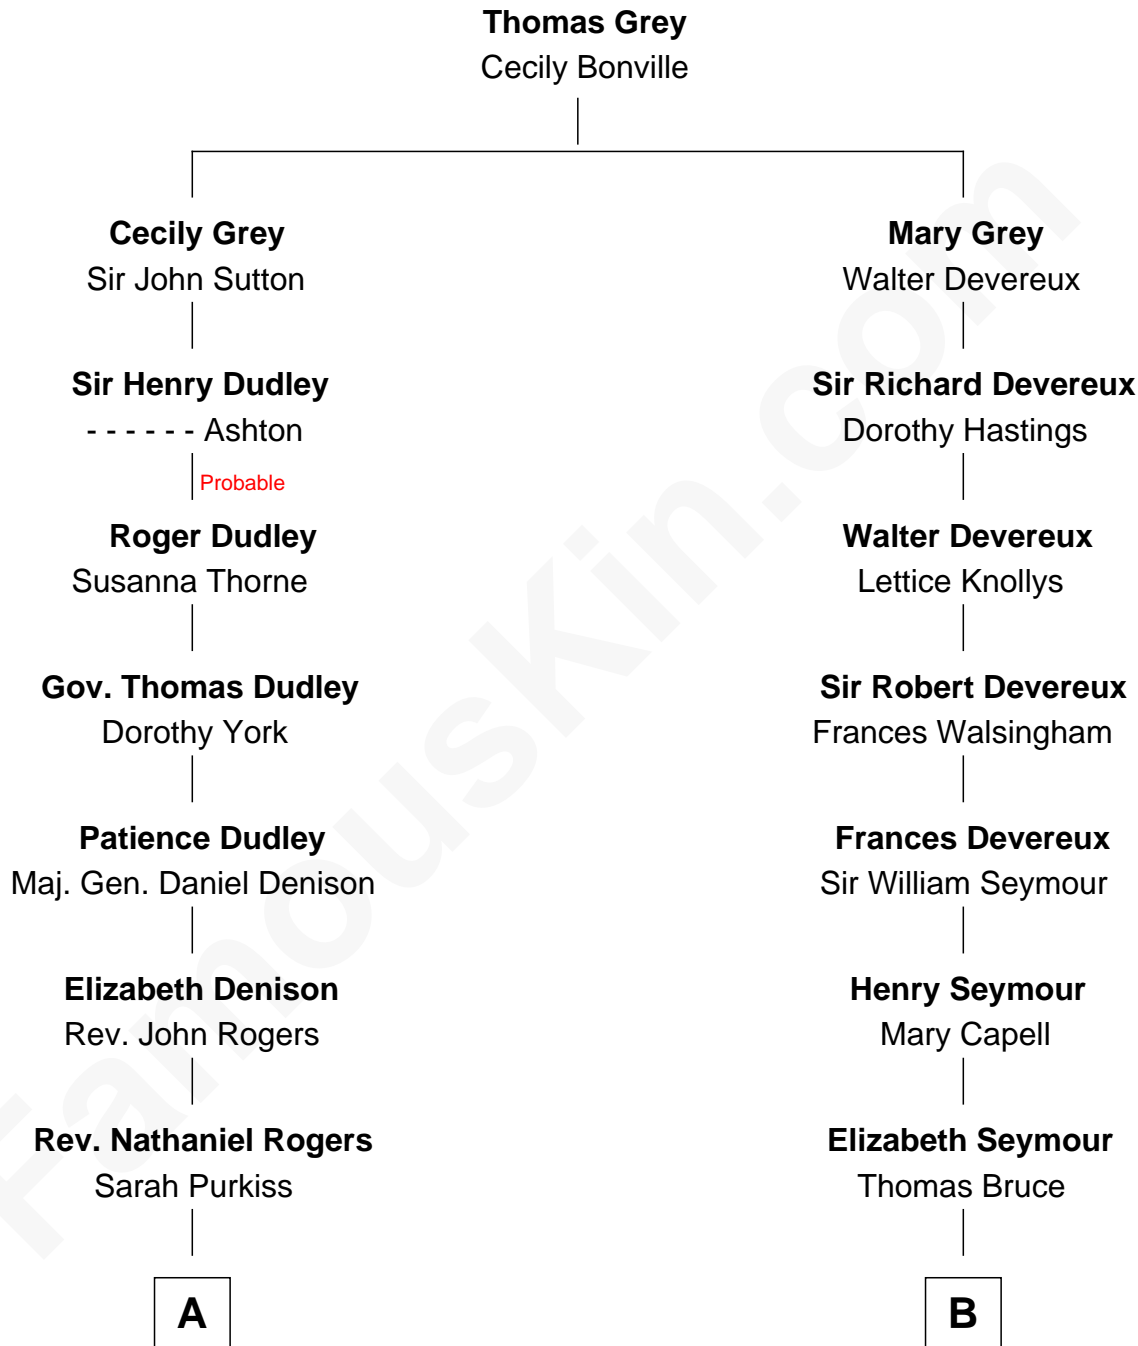 Thomas Grey
Cecily Bonville
Cecily Grey
Sir John Sutton
Mary Grey
Walter Devereux
Sir Henry Dudley
- - - - - - Ashton
Probable
Sir Richard Devereux
Dorothy Hastings
Roger Dudley
Susanna Thorne
Walter Devereux
Lettice Knollys
Gov. Thomas Dudley
Dorothy York
Sir Robert Devereux
Frances Walsingham
Patience Dudley
Maj. Gen. Daniel Denison
Frances Devereux
Sir William Seymour
Elizabeth Denison
Rev. John Rogers
Henry Seymour
Mary Capell
Rev. Nathaniel Rogers
Sarah Purkiss
Elizabeth Seymour
Thomas Bruce
A
B
FamousKin.com